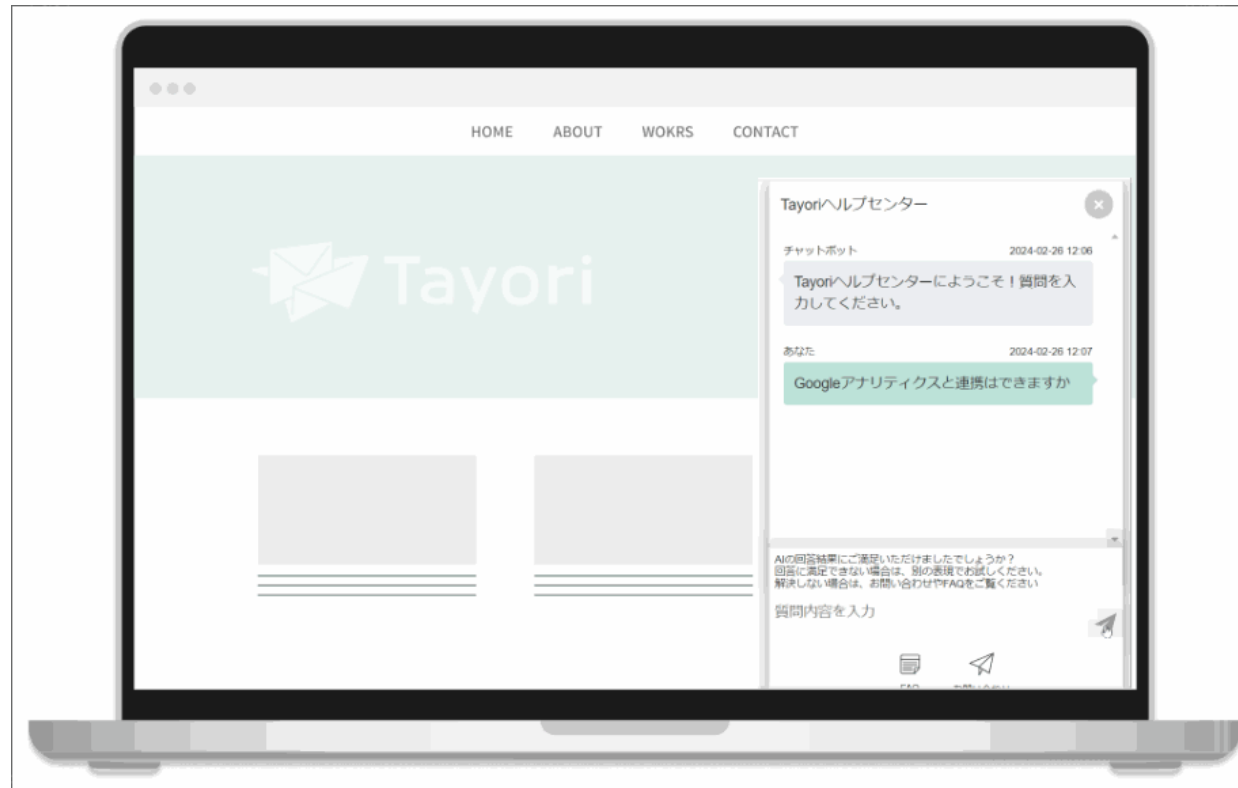 HOME ABOUT WOKRS CONTACT
Tayori
Tayoriヘルプセンター
チャットボット 2024-02-26 12:06
Tayoriヘルプセンターにようこそ！質問を入
力してください。
あなた 2024-02-26 12:07
Googleアナリティクスと連携はできますか
AIの回答結果にご満足いただけましたでしょうか？
回答に満足できない場合は、別の表現でお試しください。
解決しない場合は、お問い合わせやFAQをご覧ください
質問内容を入力